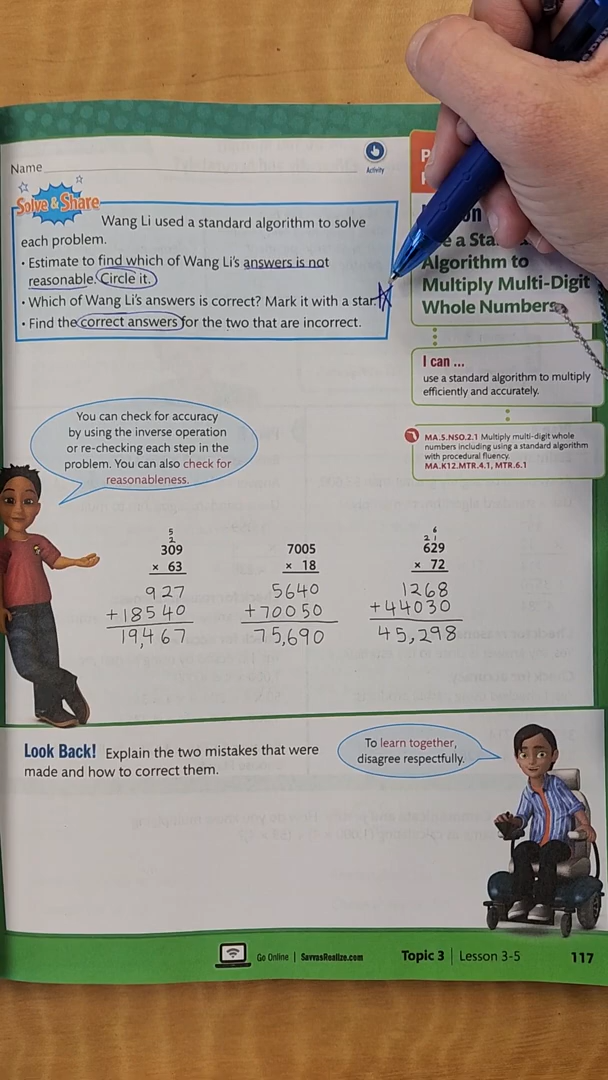 Name
Activity
Solve & Share
Wang Li used a standard algorithm to solve
each problem.
• Estimate to find which of Wang Li's answers is not
reasonable. Circle it.
• Which of Wang Li's answers is correct? Mark it with a star.
• Find the correct answers for the two that are incorrect.
Algorithm to
Multiply Multi-Digit
Whole Numbers
I can ...
use a standard algorithm to multiply
efficiently and accurately.
MA.5.NSO.2.1 Multiply multi-digit whole
numbers including using a standard algorithm
with procedural fluency.
MA.K12.MTR.4.1, MTR.6.1
You can check for accuracy
by using the inverse operation
or re-checking each step in the
problem. You can also check for
reasonableness.
5
2
309
× 63
927
+18540
19,467
7005
× 18
5640
+70050
75,690
6
21
629
× 72
1268
+44030
45,298
Look Back! Explain the two mistakes that were
made and how to correct them.
To learn together,
disagree respectfully.
Go Online | SavvasRealize.com
Topic 3 | Lesson 3-5
117